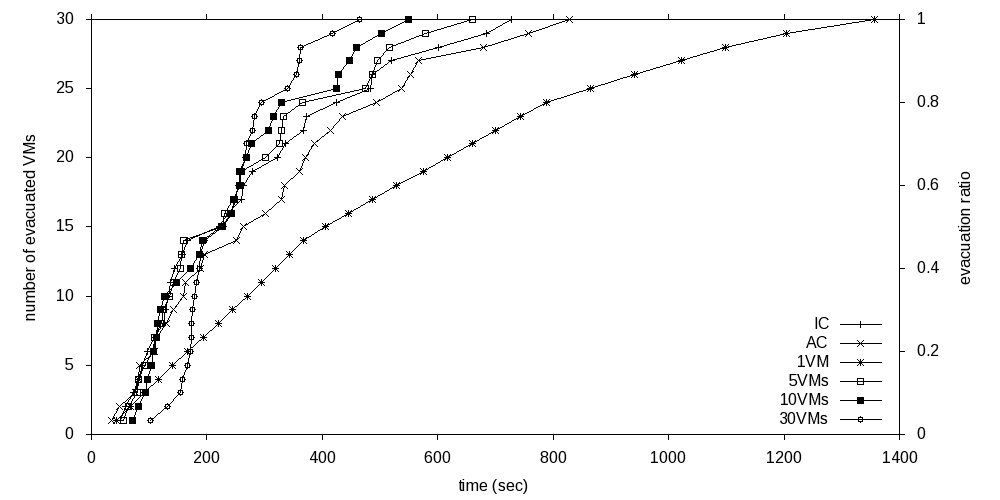 30
25
20
15
10
5
0
number of evacuated VMs
1
0.8
0.6
0.4
0.2
0
evacuation ratio
IC
AC
1VM
5VMs
10VMs
30VMs
0 200 400 600 800 1000 1200 1400
time (sec)